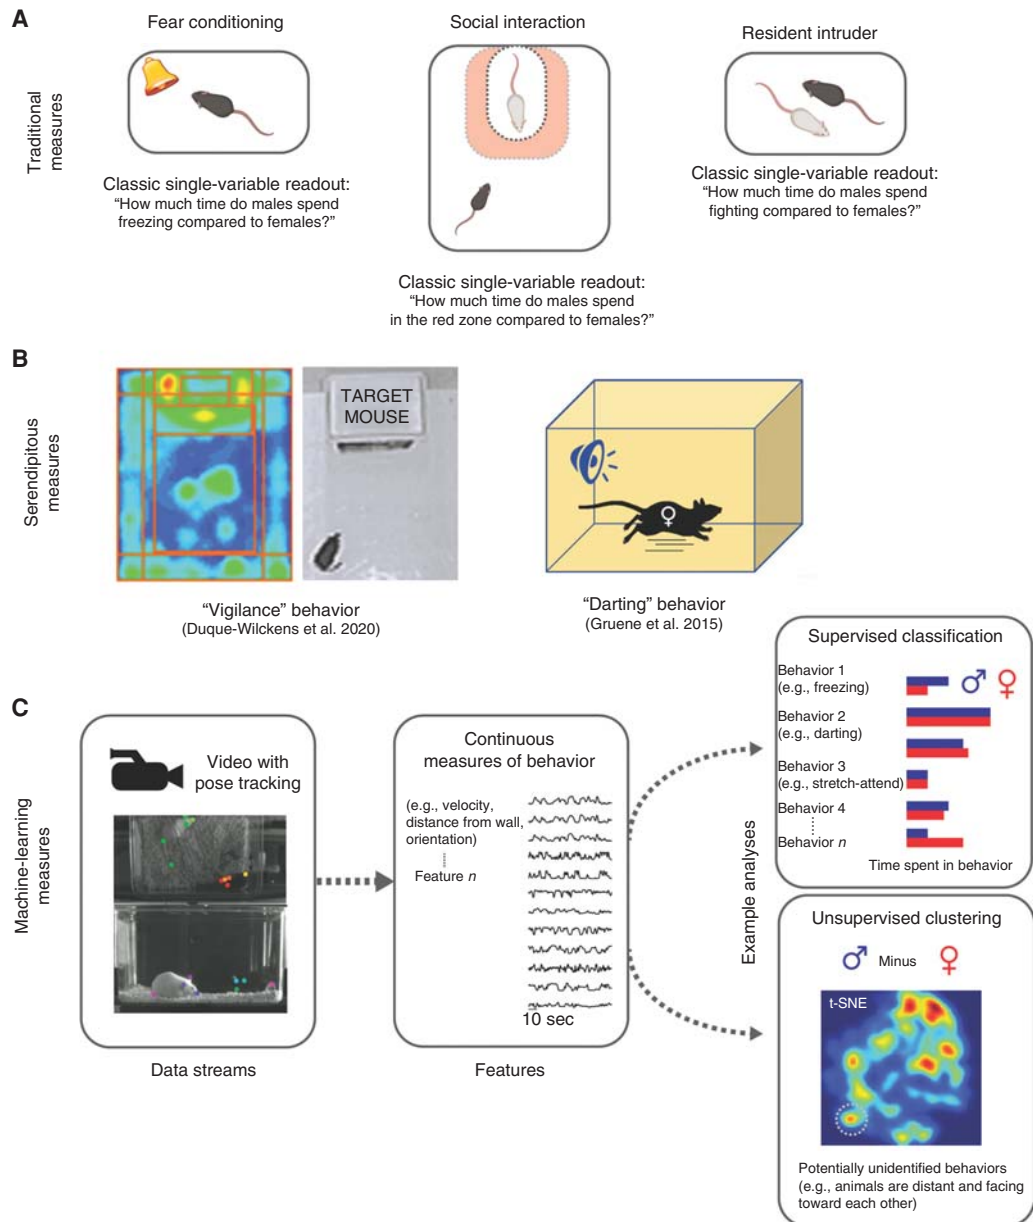 A
Traditional
measures
Fear conditioning
Classic single-variable readout:
“How much time do males spend
freezing compared to females?”
Social interaction
Classic single-variable readout:
“How much time do males spend
in the red zone compared to females?”
Resident intruder
Classic single-variable readout:
“How much time do males spend
fighting compared to females?”
B
Serendipitous
measures
TARGET
MOUSE
“Vigilance” behavior
(Duque-Wilckens et al. 2020)
“Darting” behavior
(Gruene et al. 2015)
C
Machine-learning
measures
Video with
pose tracking
Data streams
Continuous
measures of behavior
(e.g., velocity,
distance from wall,
orientation)
Feature n
10 sec
Features
Example analyses
Supervised classification
Behavior 1
(e.g., freezing)
Behavior 2
(e.g., darting)
Behavior 3
(e.g., stretch-attend)
Behavior 4
Behavior n
Time spent in behavior
Unsupervised clustering
♂ Minus ♀
t-SNE
Potentially unidentified behaviors
(e.g., animals are distant and facing
toward each other)